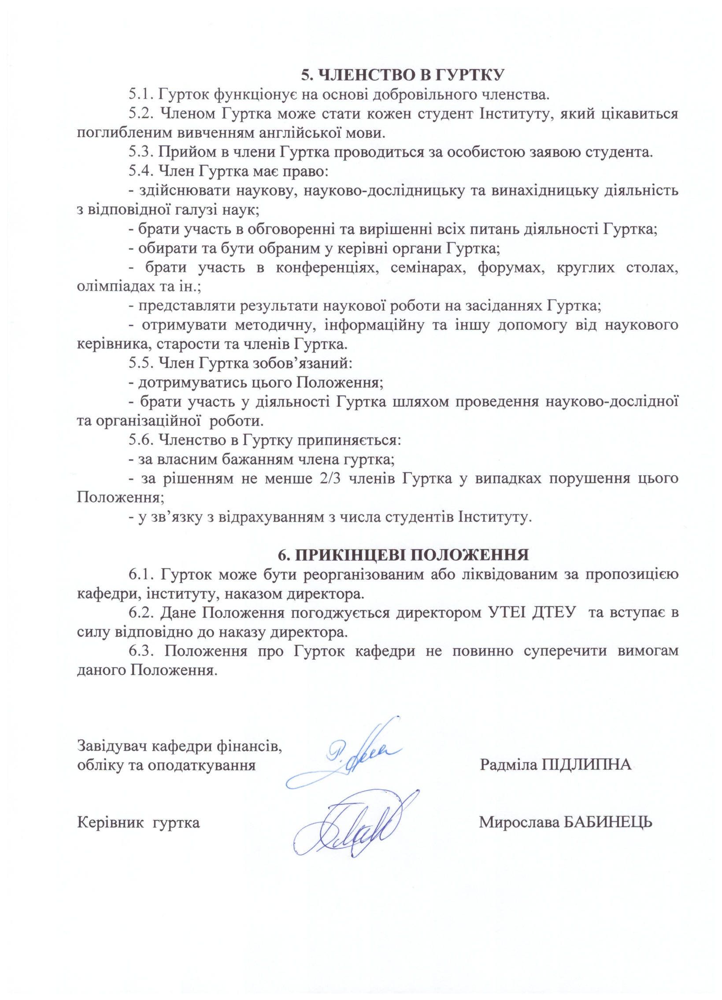 5. ЧЛЕНСТВО В ГУРТКУ
5.1. Гурток функціонує на основі добровільного членства.
5.2. Членом Гуртка може стати кожен студент Інституту, який цікавиться
поглибленим вивченням англійської мови.
5.3. Прийом в члени Гуртка проводиться за особистою заявою студента.
5.4. Член Гуртка має право:
- здійснювати наукову, науково-дослідницьку та винахідницьку діяльність
з відповідної галузі наук;
- брати участь в обговоренні та вирішенні всіх питань діяльності Гуртка;
- обирати та бути обраним у керівні органи Гуртка;
- брати участь в конференціях, семінарах, форумах, круглих столах,
олімпіадах та ін.;
- представляти результати наукової роботи на засіданнях Гуртка;
- отримувати методичну, інформаційну та іншу допомогу від наукового
керівника, старости та членів Гуртка.
5.5. Член Гуртка зобов’язаний:
- дотримуватись цього Положення;
- брати участь у діяльності Гуртка шляхом проведення науково-дослідної
та організаційної  роботи.
5.6. Членство в Гуртку припиняється:
- за власним бажанням члена гуртка;
- за рішенням не менше 2/3 членів Гуртка у випадках порушення цього
Положення;
- у зв’язку з відрахуванням з числа студентів Інституту.
6. ПРИКІНЦЕВІ ПОЛОЖЕННЯ
6.1. Гурток може бути реорганізованим або ліквідованим за пропозицією
кафедри, інституту, наказом директора.
6.2. Дане Положення погоджується директором УТЕІ ДТЕУ  та вступає в
силу відповідно до наказу директора.
6.3. Положення про Гурток кафедри не повинно суперечити вимогам
даного Положення.
Завідувач кафедри фінансів,
обліку та оподаткування Радміла ПІДЛИПНА
Керівник  гуртка Мирослава БАБИНЕЦЬ